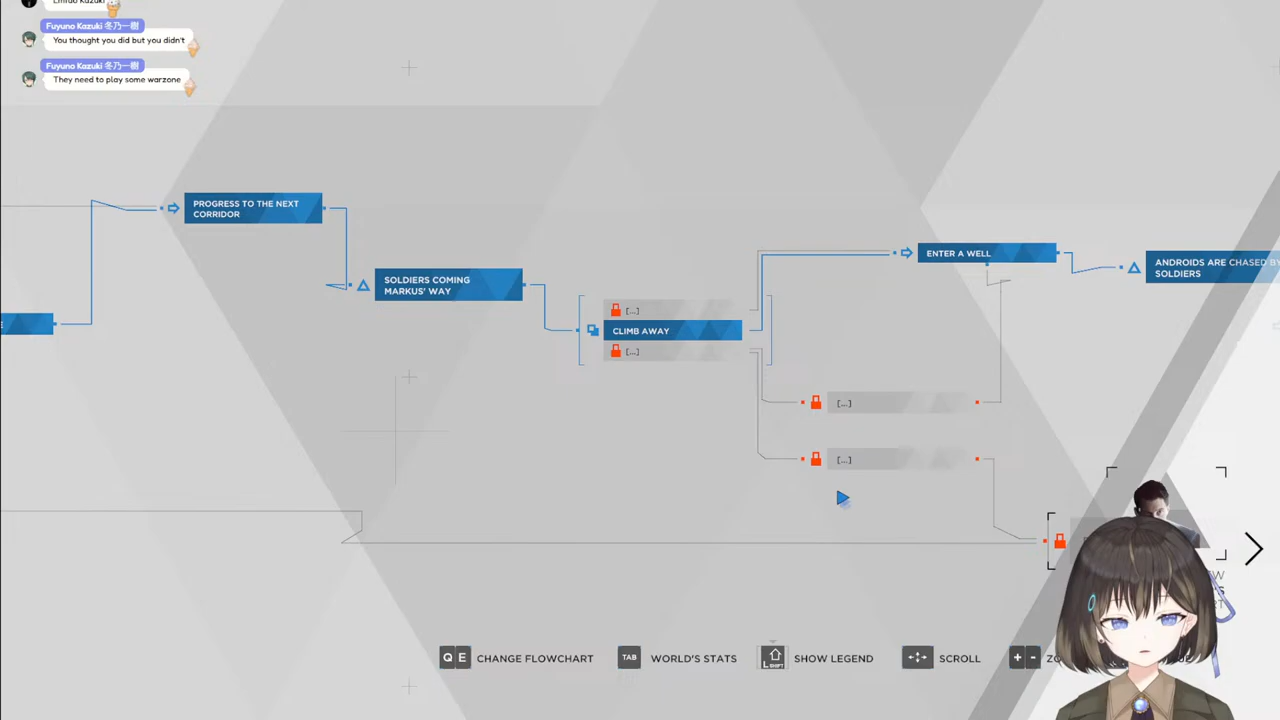 Fuyuno Kazuki 冬乃一樹
You thought you did but you didn't
Fuyuno Kazuki 冬乃一樹
They need to play some warzone
PROGRESS TO THE NEXT
CORRIDOR
SOLDIERS COMING
MARKUS' WAY
[...]
CLIMB AWAY
[...]
ENTER A WELL
ANDROIDS ARE CHASED BY
SOLDIERS
[...]
[...]
Q E CHANGE FLOWCHART
TAB WORLD'S STATS
L SHIFT SHOW LEGEND
SCROLL
+ -